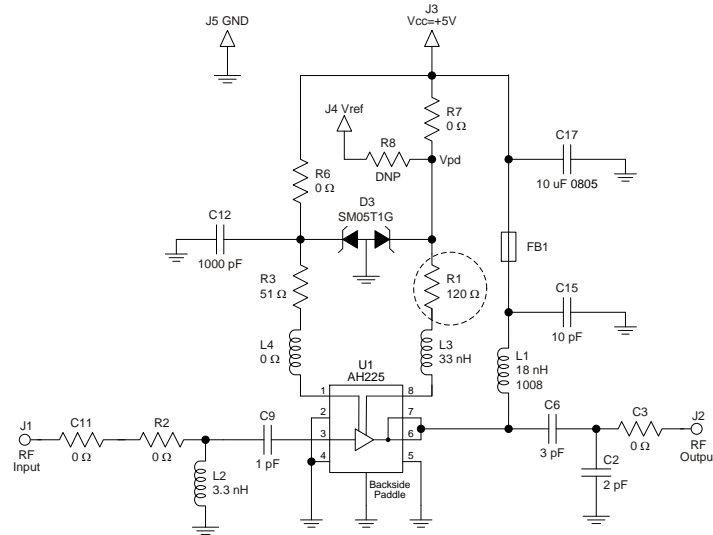 J3
Vcc=+5V
J5 GND
R7
0 Ω
J4 Vref
R8
DNP
Vpd
C17
10 uF 0805
R6
0 Ω
D3
SM05T1G
C12
1000 pF
FB1
R3
51 Ω
R1
120 Ω
C15
10 pF
L4
0 Ω
L3
33 nH
L1
18 nH
1008
U1
AH225
1
8
2
7
3
6
4
5
Backside
Paddle
J1
RF
Input
C11
0 Ω
R2
0 Ω
C9
1 pF
L2
3.3 nH
C6
3 pF
C3
0 Ω
J2
RF
Outpu
C2
2 pF